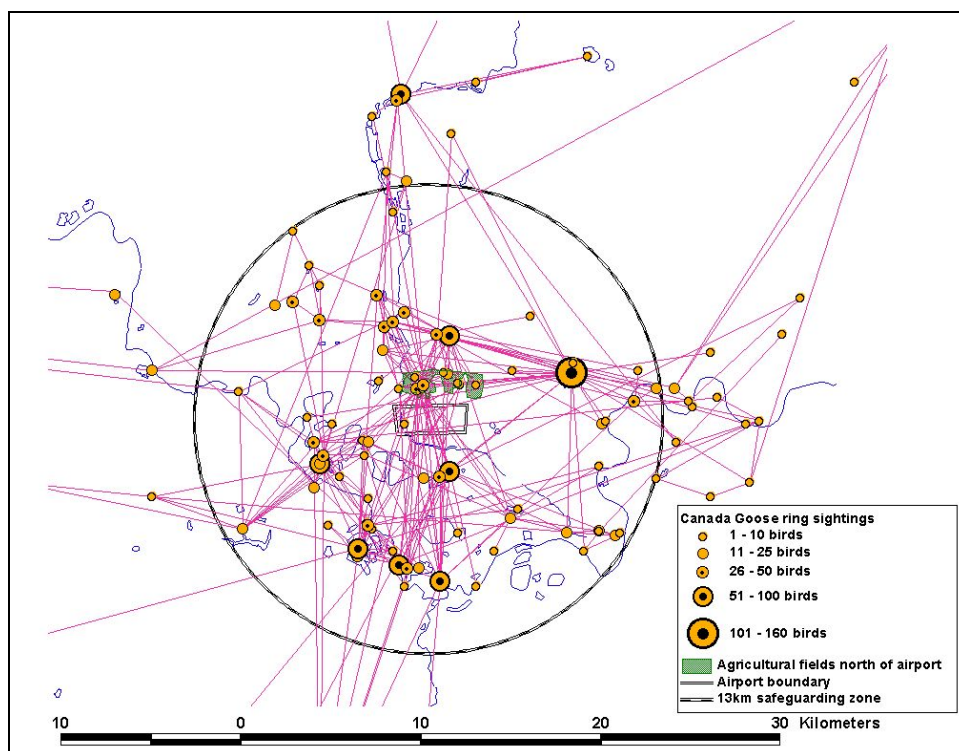 Canada Goose ring sightings
1 - 10 birds
11 - 25 birds
26 - 50 birds
51 - 100 birds
101 - 160 birds
Agricultural fields north of airport
Airport boundary
13km safeguarding zone
10 0 10 20 30 Kilometers